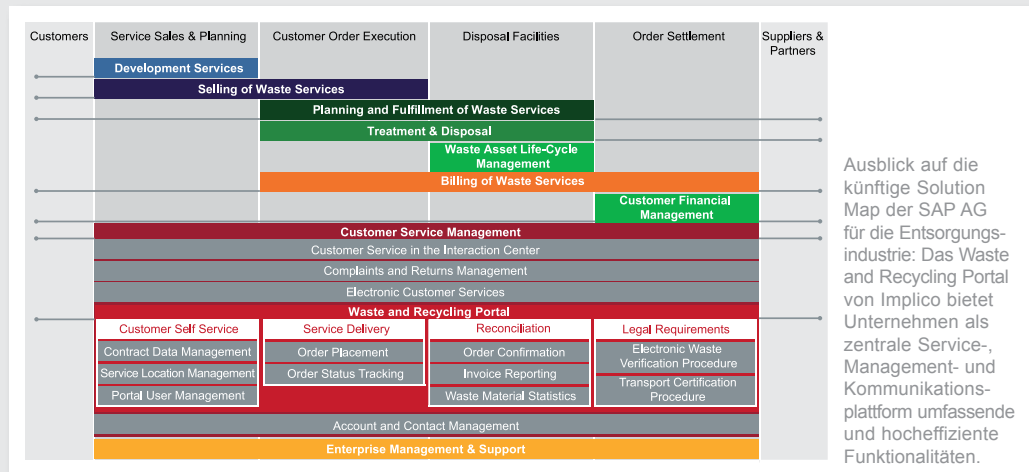 Customers
Service Sales & Planning
Customer Order Execution
Disposal Facilities
Order Settlement
Suppliers &
Partners
Development Services
Selling of Waste Services
Planning and Fulfillment of Waste Services
Treatment & Disposal
Waste Asset Life-Cycle
Management
Billing of Waste Services
Customer Financial
Management
Customer Service Management
Customer Service in the Interaction Center
Complaints and Returns Management
Electronic Customer Services
Waste and Recycling Portal
Customer Self Service
Contract Data Management
Service Location Management
Portal User Management
Service Delivery
Order Placement
Order Status Tracking
Reconciliation
Order Confirmation
Invoice Reporting
Waste Material Statistics
Legal Requirements
Electronic Waste
Verification Procedure
Transport Certification
Procedure
Account and Contact Management
Enterprise Management & Support
Ausblick auf die
künftige Solution
Map der SAP AG
für die Entsorgungs-
industrie: Das Waste
and Recycling Portal
von Implico bietet
Unternehmen als
zentrale Service-,
Management- und
Kommunikations-
plattform umfassende
und hocheffiziente
Funktionalitäten.